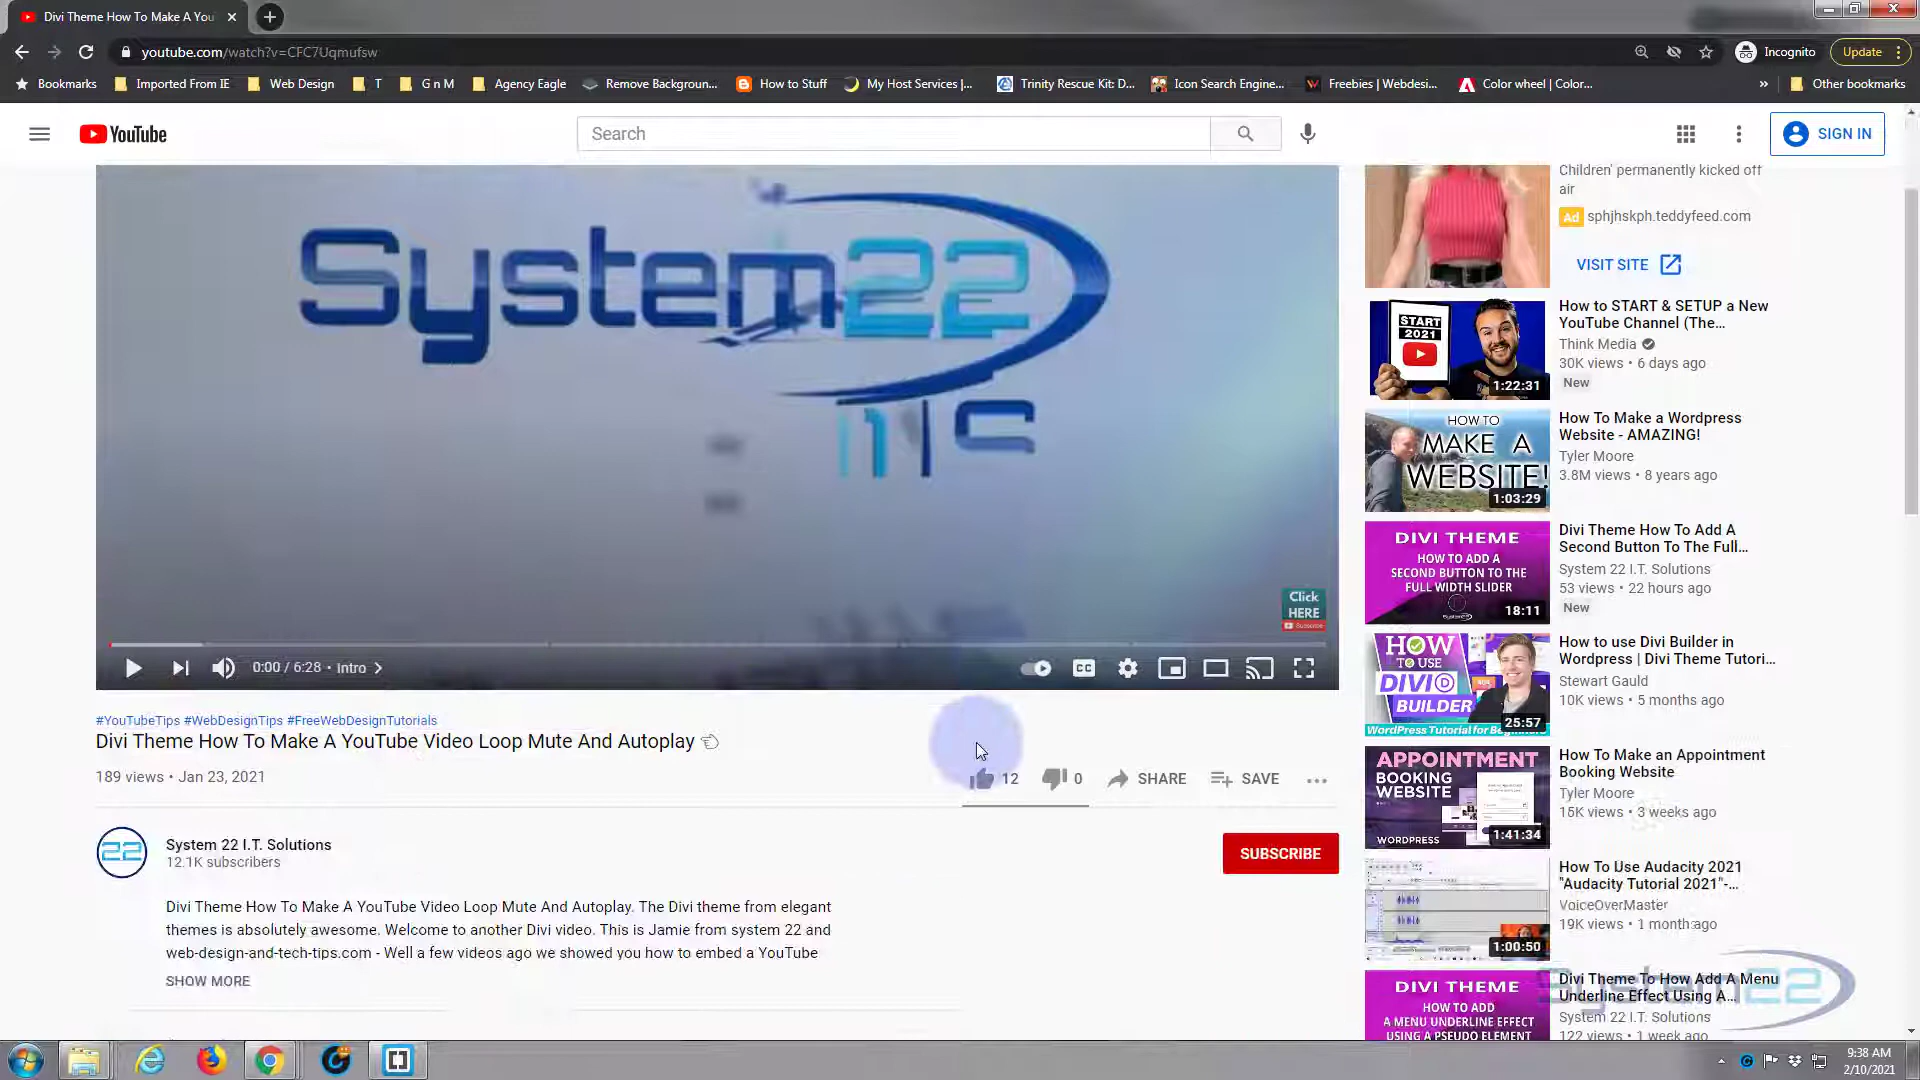 Divi Theme How To Make A You
youtube.com/watch?v=CFC7Uqmufsw
Incognito
Update
Bookmarks
Imported From IE
Web Design
T
G n M
Agency Eagle
Remove Backgroun...
How to Stuff
My Host Services |...
Trinity Rescue Kit: D...
Icon Search Engine...
Freebies | Webdesi...
Color wheel | Color...
»
Other bookmarks
YouTube
Search
SIGN IN
System22
Click
HERE
Subscribe
0:00 / 6:28 • Intro
CC
#YouTubeTips #WebDesignTips #FreeWebDesignTutorials
Divi Theme How To Make A YouTube Video Loop Mute And Autoplay
189 views • Jan 23, 2021
12
0
SHARE
SAVE
22
System 22 I.T. Solutions
12.1K subscribers
SUBSCRIBE
Divi Theme How To Make A YouTube Video Loop Mute And Autoplay. The Divi theme from elegant
themes is absolutely awesome. Welcome to another Divi video. This is Jamie from system 22 and
web-design-and-tech-tips.com - Well a few videos ago we showed you how to embed a YouTube
SHOW MORE
Children' permanently kicked off
air
Ad
sphjhskph.teddyfeed.com
VISIT SITE
START
2021
1:22:31
How to START & SETUP a New
YouTube Channel (The...
Think Media
30K views • 6 days ago
New
HOW TO
MAKE A
WEBSITE!
1:03:29
How To Make a Wordpress
Website - AMAZING!
Tyler Moore
3.8M views • 8 years ago
DIVI THEME
HOW TO ADD A
SECOND BUTTON TO THE
FULL WIDTH SLIDER
18:11
Divi Theme How To Add A
Second Button To The Full...
System 22 I.T. Solutions
53 views • 22 hours ago
New
HOW
TO USE
DIVI
BUILDER
WordPress Tutorial for Beginners
25:57
How to use Divi Builder in
Wordpress | Divi Theme Tutori...
Stewart Gauld
10K views • 5 months ago
APPOINTMENT
BOOKING
WEBSITE
WORDPRESS
1:41:34
How To Make an Appointment
Booking Website
Tyler Moore
15K views • 3 weeks ago
1:00:50
How To Use Audacity 2021
"Audacity Tutorial 2021"-...
VoiceOverMaster
19K views • 1 month ago
DIVI THEME
HOW TO ADD
A MENU UNDERLINE EFFECT
USING A PSEUDO ELEMENT
Divi Theme To How Add A Menu
Underline Effect Using A...
System 22 I.T. Solutions
122 views • 1 week ago
System22
9:38 AM
2/10/2021